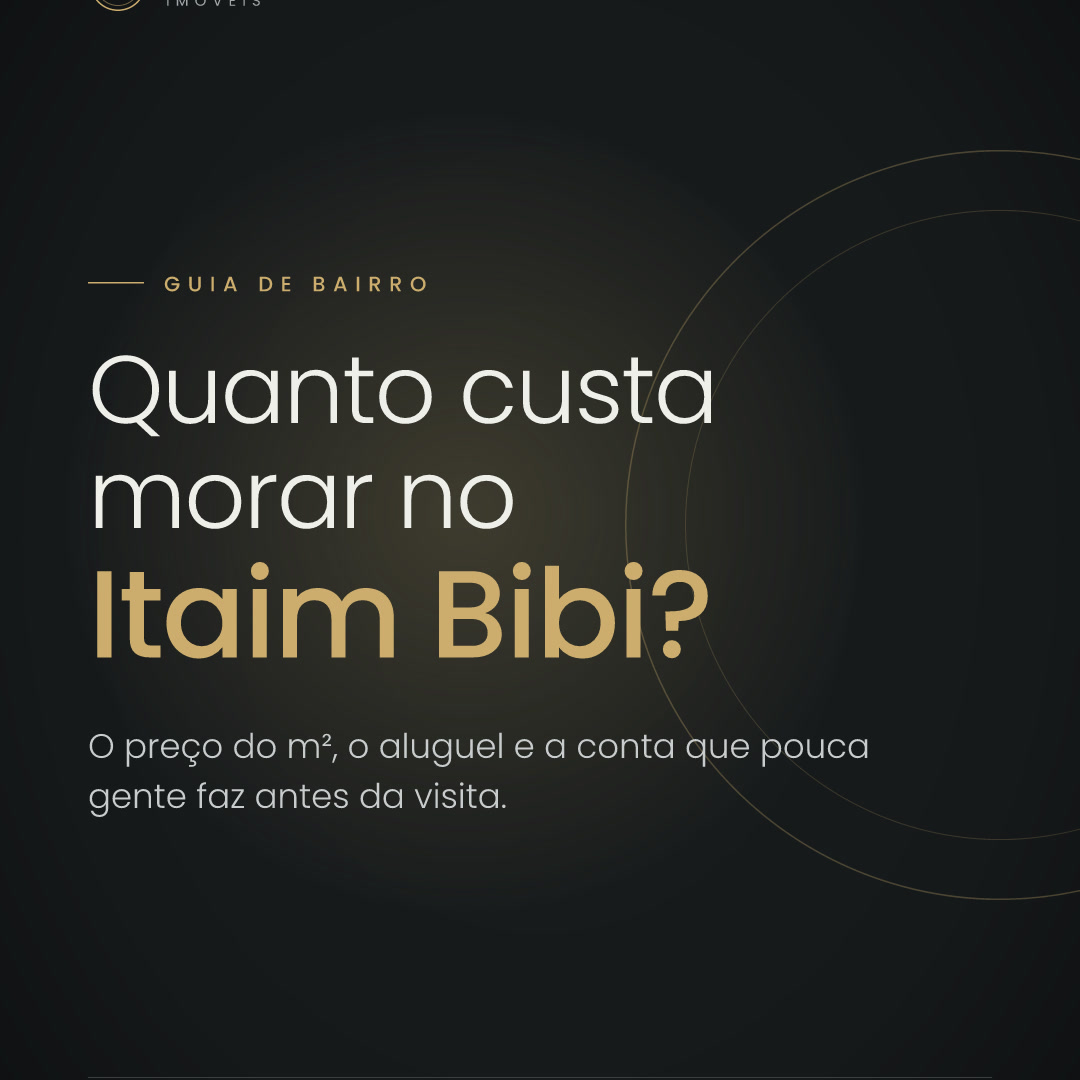 IMÓVEIS
GUIA DE BAIRRO
Quanto custa
morar no
Itaim Bibi?
O preço do m², o aluguel e a conta que pouca
gente faz antes da visita.